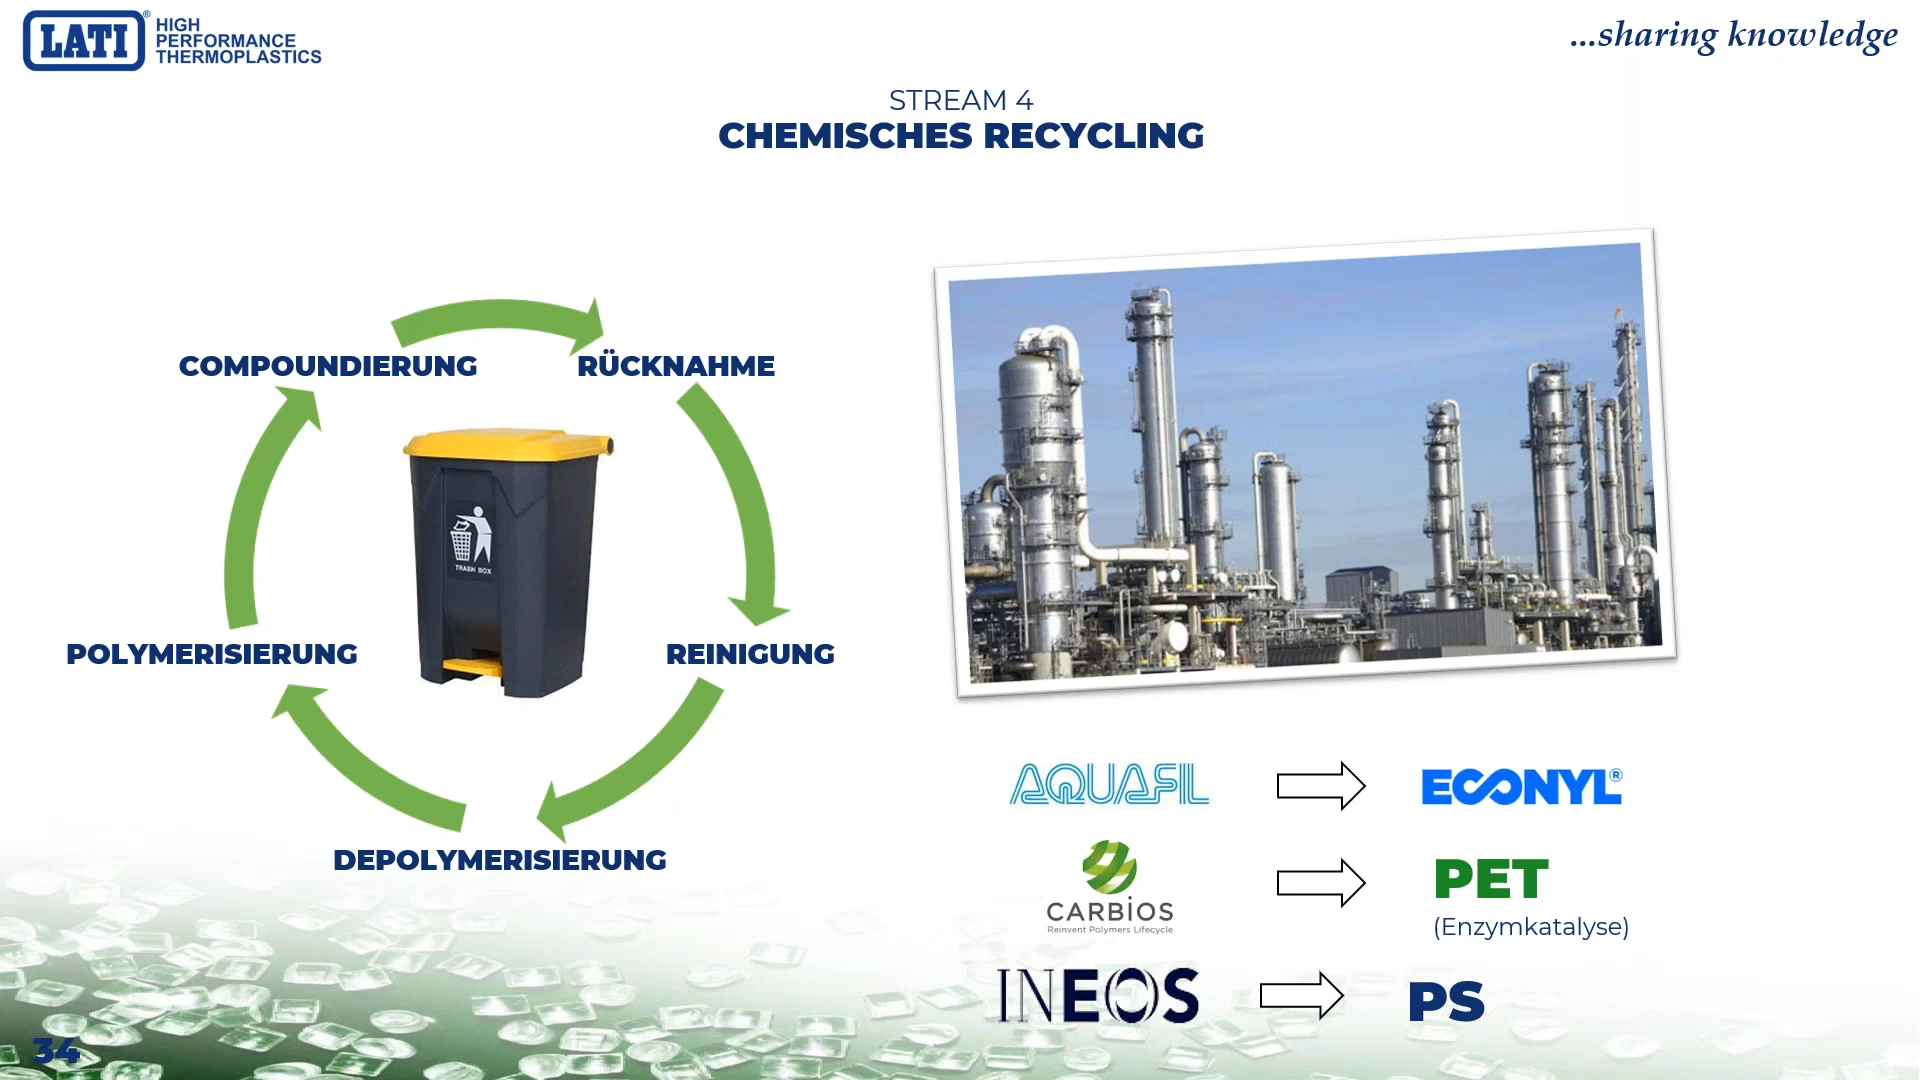 LATI®
HIGH
PERFORMANCE
THERMOPLASTICS
...sharing knowledge
STREAM 4
CHEMISCHES RECYCLING
COMPOUNDIERUNG
RÜCKNAHME
TRASH BOX
POLYMERISIERUNG
REINIGUNG
DEPOLYMERISIERUNG
AQUAFIL
ECONYL®
CARBIOS
Reinvent Polymers Lifecycle
PET
(Enzymkatalyse)
INEOS
PS
34